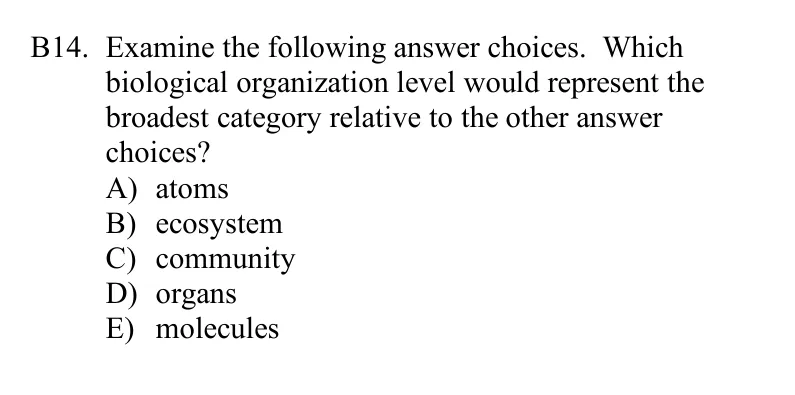 B14. Examine the following answer choices. Which
biological organization level would represent the
broadest category relative to the other answer
choices?
A) atoms
B) ecosystem
C) community
D) organs
E) molecules